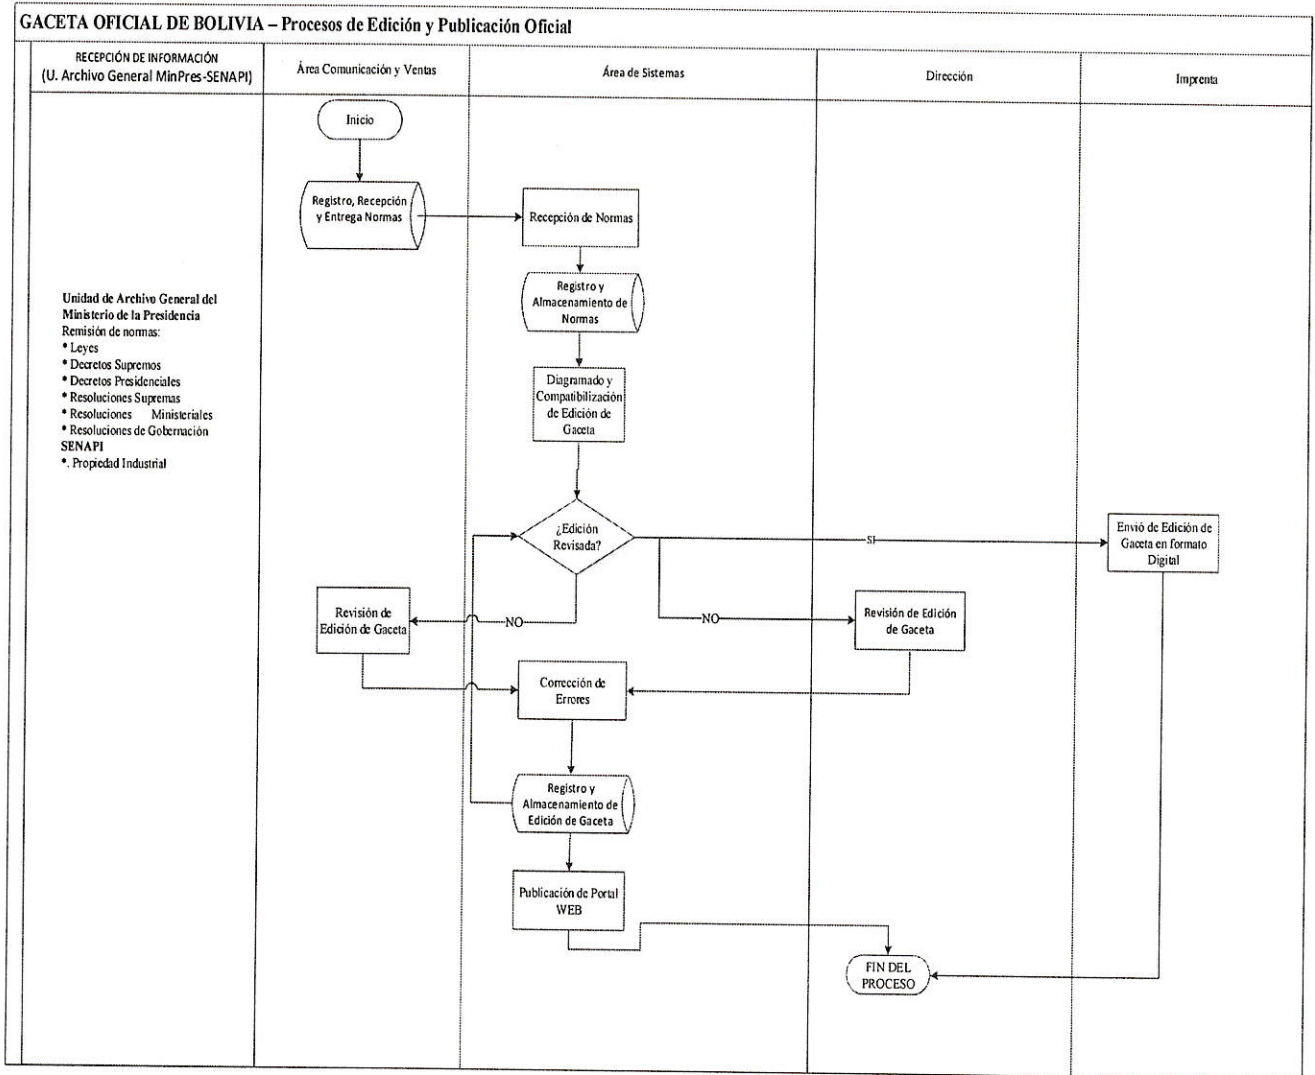 GACETA OFICIAL DE BOLIVIA – Procesos de Edición y Publicación Oficial
RECEPCIÓN DE INFORMACIÓN
(U. Archivo General MinPres-SENAPI)
Área Comunicación y Ventas
Área de Sistemas
Dirección
Imprenta
Inicio
Registro, Recepción
y Entrega Normas
Recepción de Normas
Registro y
Almacenamiento de
Normas
Unidad de Archivo General del
Ministerio de la Presidencia
Remisión de normas:
* Leyes
* Decretos Supremos
* Decretos Presidenciales
* Resoluciones Supremas
* Resoluciones Ministeriales
* Resoluciones de Gobernación
SENAPI
*. Propiedad Industrial
Diagramado y
Compatibilización
de Edición de
Gaceta
¿Edición
Revisada?
SI
Envió de Edición de
Gaceta en formato
Digital
Revisión de
Edición de Gaceta
NO
NO
Revisión de Edición
de Gaceta
Corrección de
Errores
Registro y
Almacenamiento de
Edición de Gaceta
Publicación de Portal
WEB
FIN DEL
PROCESO